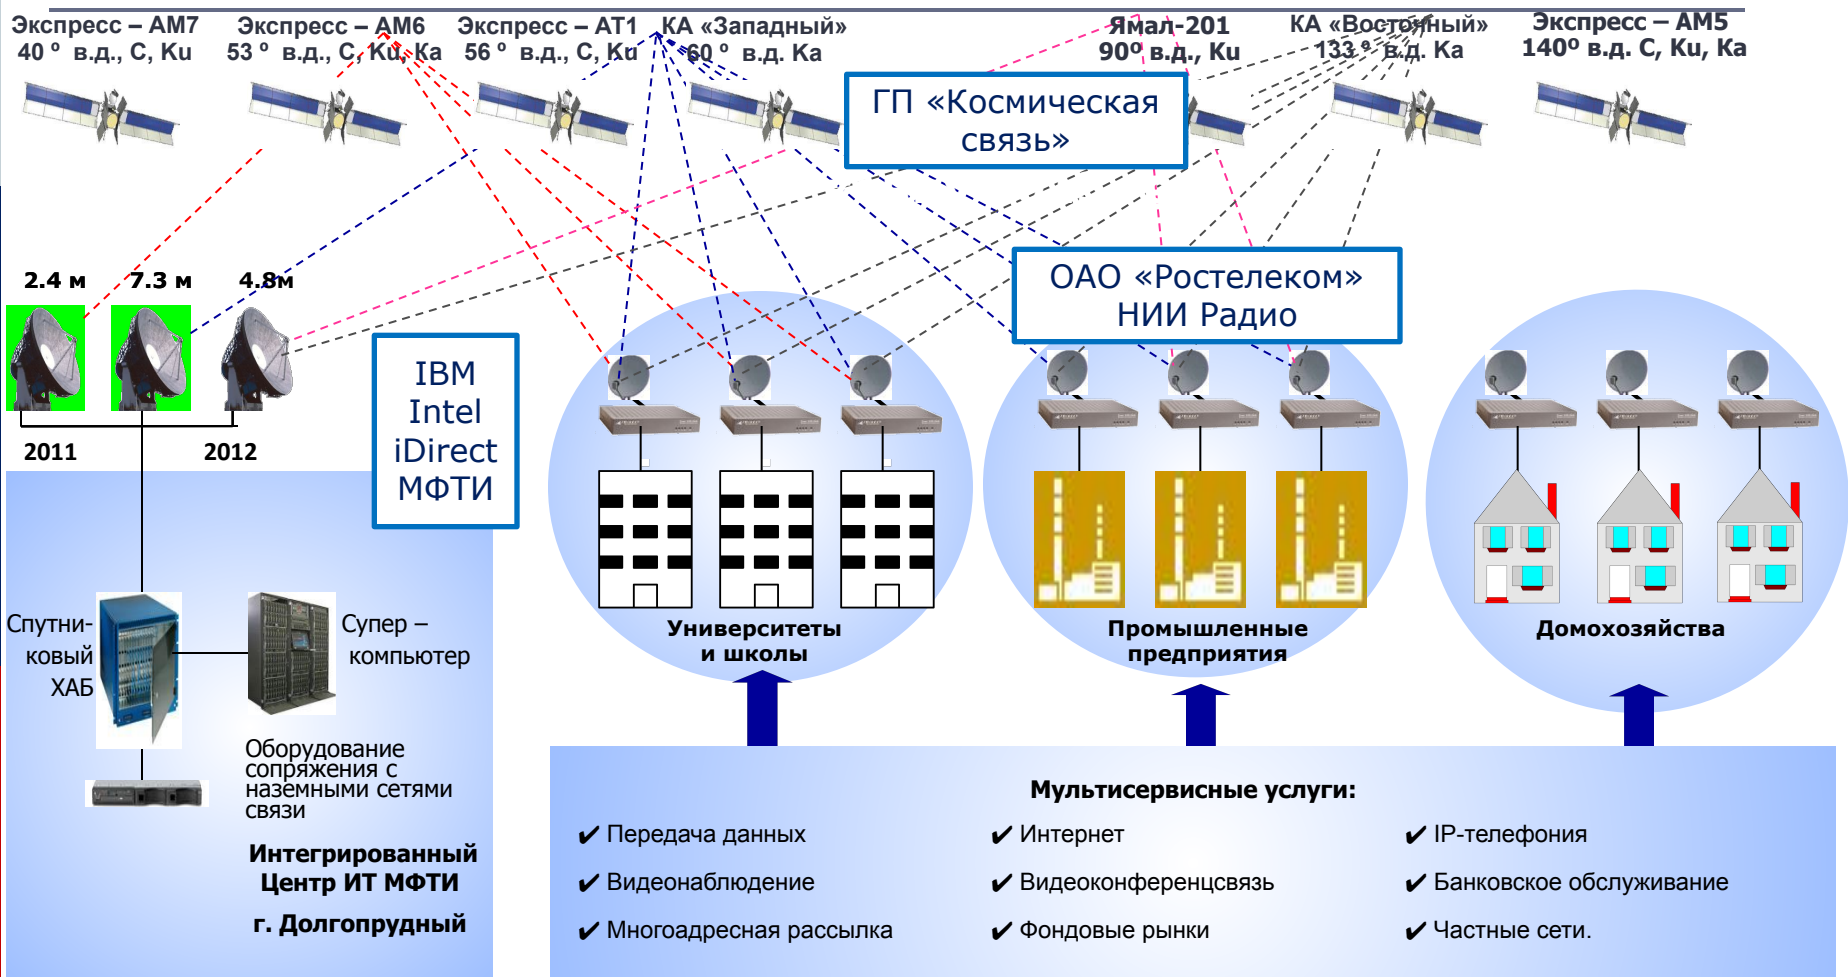 Экспресс – АМ7
40 º в.д., С, Ku
Экспресс – АМ6
53 º в.д., С, Ku, Ka
Экспресс – АТ1
56 º в.д., С, Ku
КА «Западный»
60 º в.д. Ka
Ямал-201
90º в.д., Ku
КА «Восточный»
133 º в.д. Ka
Экспресс – АМ5
140º в.д. С, Ku, Ka
ГП «Космическая
связь»
ОАО «Ростелеком»
НИИ Радио
2.4 м
7.3 м
4.8м
2011
2012
IBM
Intel
iDirect
МФТИ
Спутни-
ковый
ХАБ
Супер –
компьютер
Оборудование
сопряжения с
наземными сетями
связи
Интегрированный
Центр ИТ МФТИ
г. Долгопрудный
Университеты
и школы
Промышленные
предприятия
Домохозяйства
Мультисервисные услуги:
✔ Передача данных
✔ Видеонаблюдение
✔ Многоадресная рассылка
✔ Интернет
✔ Видеоконференцсвязь
✔ Фондовые рынки
✔ IP-телефония
✔ Банковское обслуживание
✔ Частные сети.